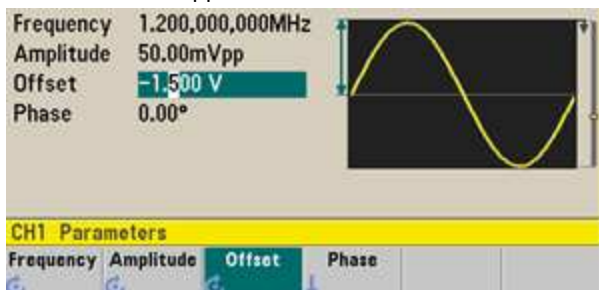 Frequency 1.200,000,000MHz
Amplitude 50.00mVpp
Offset -1.500 V
Phase 0.00°
CH1 Parameters
Frequency Amplitude Offset Phase